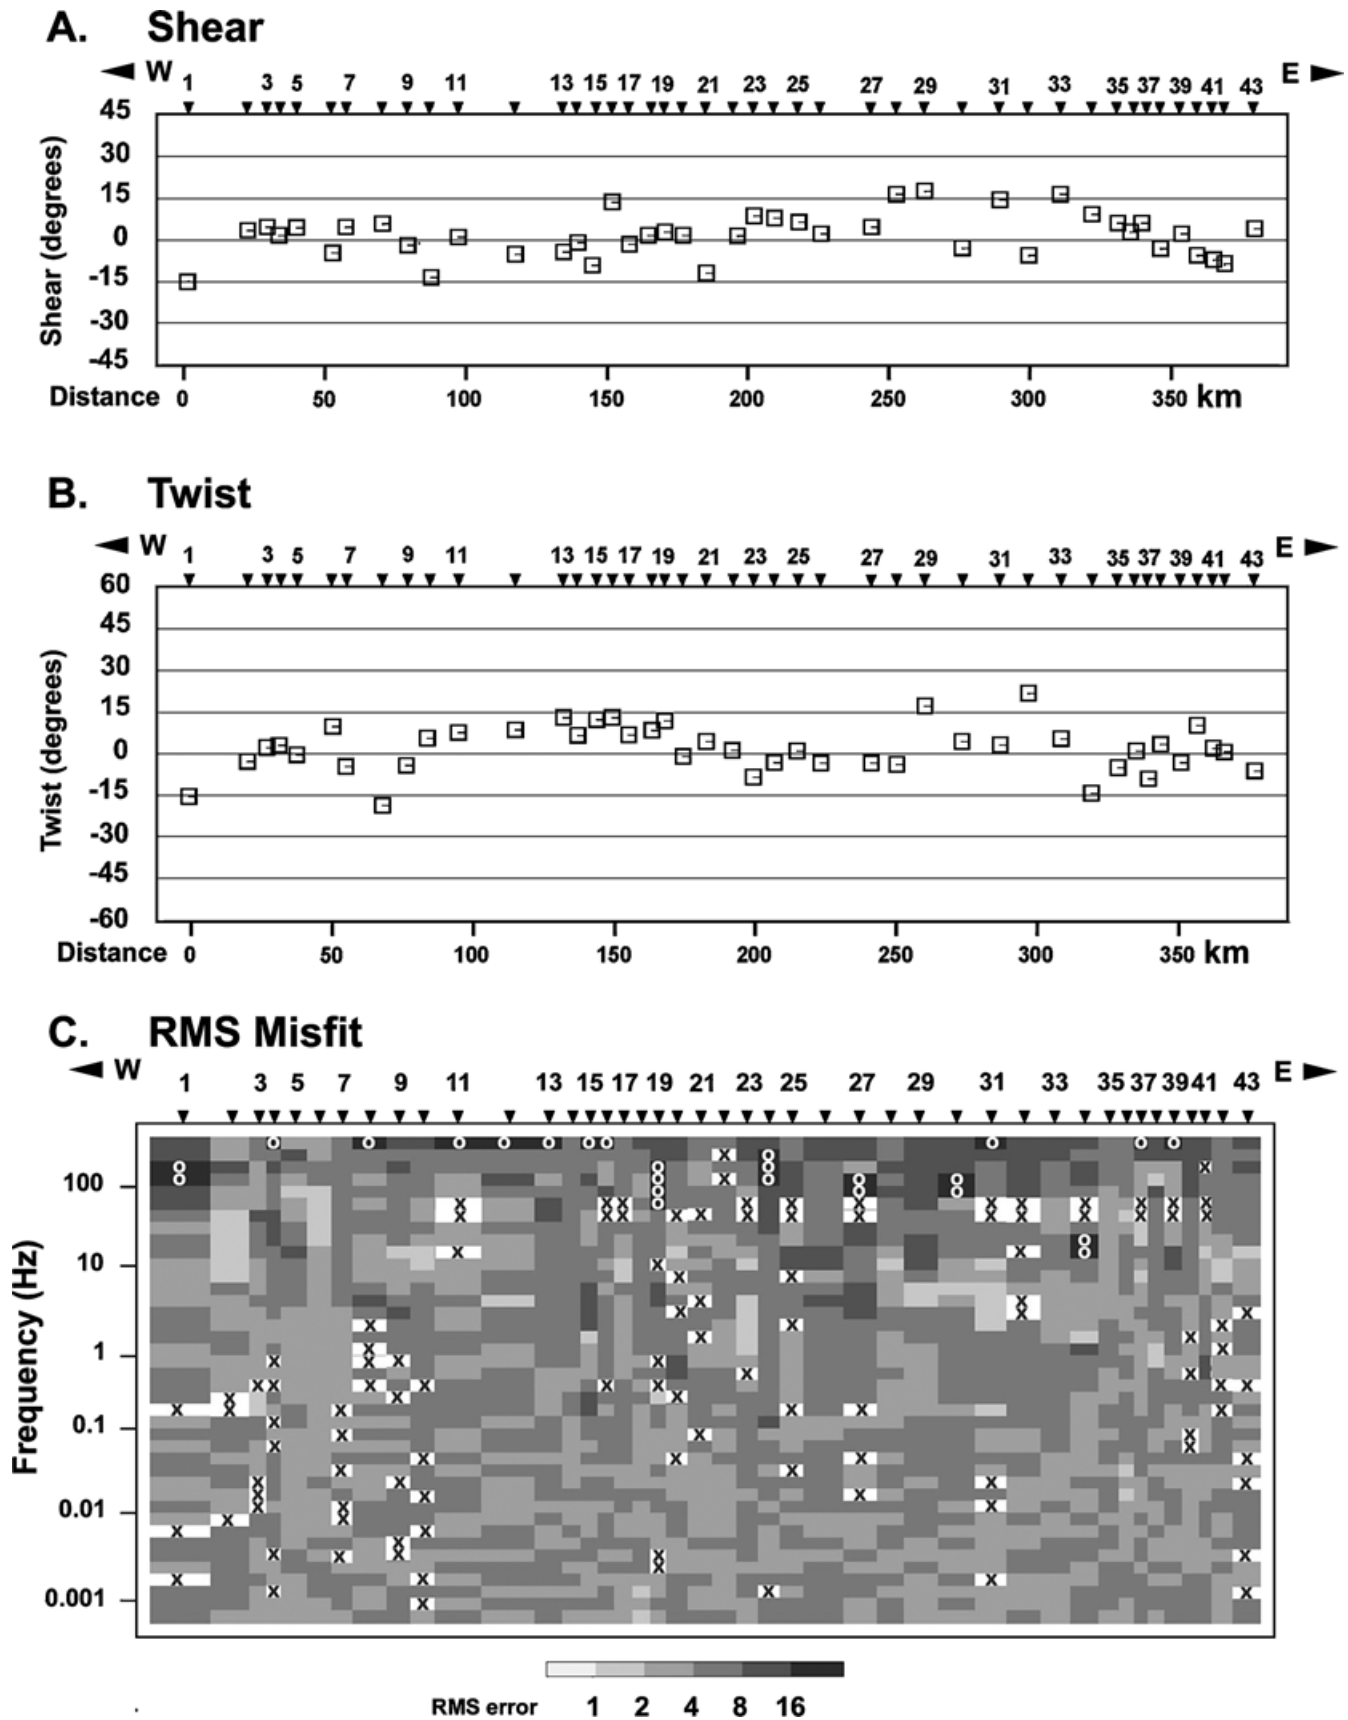 A. Shear
W 1 3 5 7 9 11 13 15 17 19 21 23 25 27 29 31 33 35 37 39 41 43 E
45
30
15
0
-15
-30
-45
Shear (degrees)
Distance 0 50 100 150 200 250 300 350 km
B. Twist
W 1 3 5 7 9 11 13 15 17 19 21 23 25 27 29 31 33 35 37 39 41 43 E
60
45
30
15
0
-15
-30
-45
-60
Twist (degrees)
Distance 0 50 100 150 200 250 300 350 km
C. RMS Misfit
W 1 3 5 7 9 11 13 15 17 19 21 23 25 27 29 31 33 35 37 39 41 43 E
100
10
1
0.1
0.01
0.001
Frequency (Hz)
RMS error 1 2 4 8 16